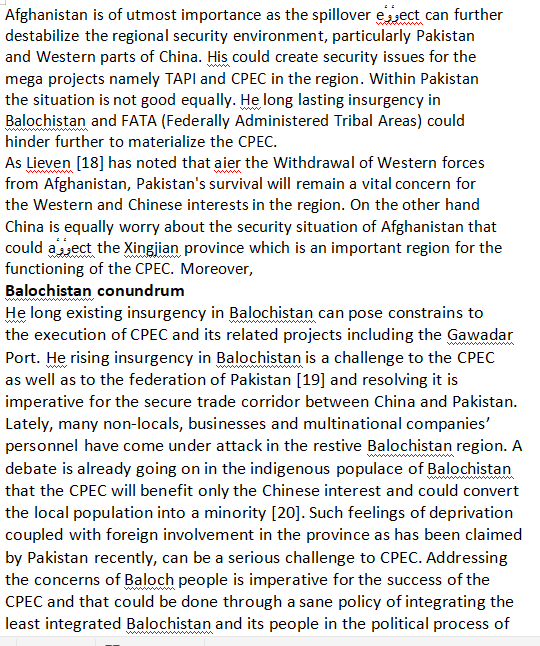 Afghanistan is of utmost importance as the spillover eؤؤect can further
destabilize the regional security environment, particularly Pakistan
and Western parts of China. His could create security issues for the
mega projects namely TAPI and CPEC in the region. Within Pakistan
the situation is not good equally. He long lasting insurgency in
Balochistan and FATA (Federally Administered Tribal Areas) could
hinder further to materialize the CPEC.
As Lieven [18] has noted that aier the Withdrawal of Western forces
from Afghanistan, Pakistan's survival will remain a vital concern for
the Western and Chinese interests in the region. On the other hand
China is equally worry about the security situation of Afghanistan that
could aؤؤect the Xingjian province which is an important region for the
functioning of the CPEC. Moreover,
Balochistan conundrum
He long existing insurgency in Balochistan can pose constrains to
the execution of CPEC and its related projects including the Gawadar
Port. He rising insurgency in Balochistan is a challenge to the CPEC
as well as to the federation of Pakistan [19] and resolving it is
imperative for the secure trade corridor between China and Pakistan.
Lately, many non-locals, businesses and multinational companies’
personnel have come under attack in the restive Balochistan region. A
debate is already going on in the indigenous populace of Balochistan
that the CPEC will benefit only the Chinese interest and could convert
the local population into a minority [20]. Such feelings of deprivation
coupled with foreign involvement in the province as has been claimed
by Pakistan recently, can be a serious challenge to CPEC. Addressing
the concerns of Baloch people is imperative for the success of the
CPEC and that could be done through a sane policy of integrating the
least integrated Balochistan and its people in the political process of